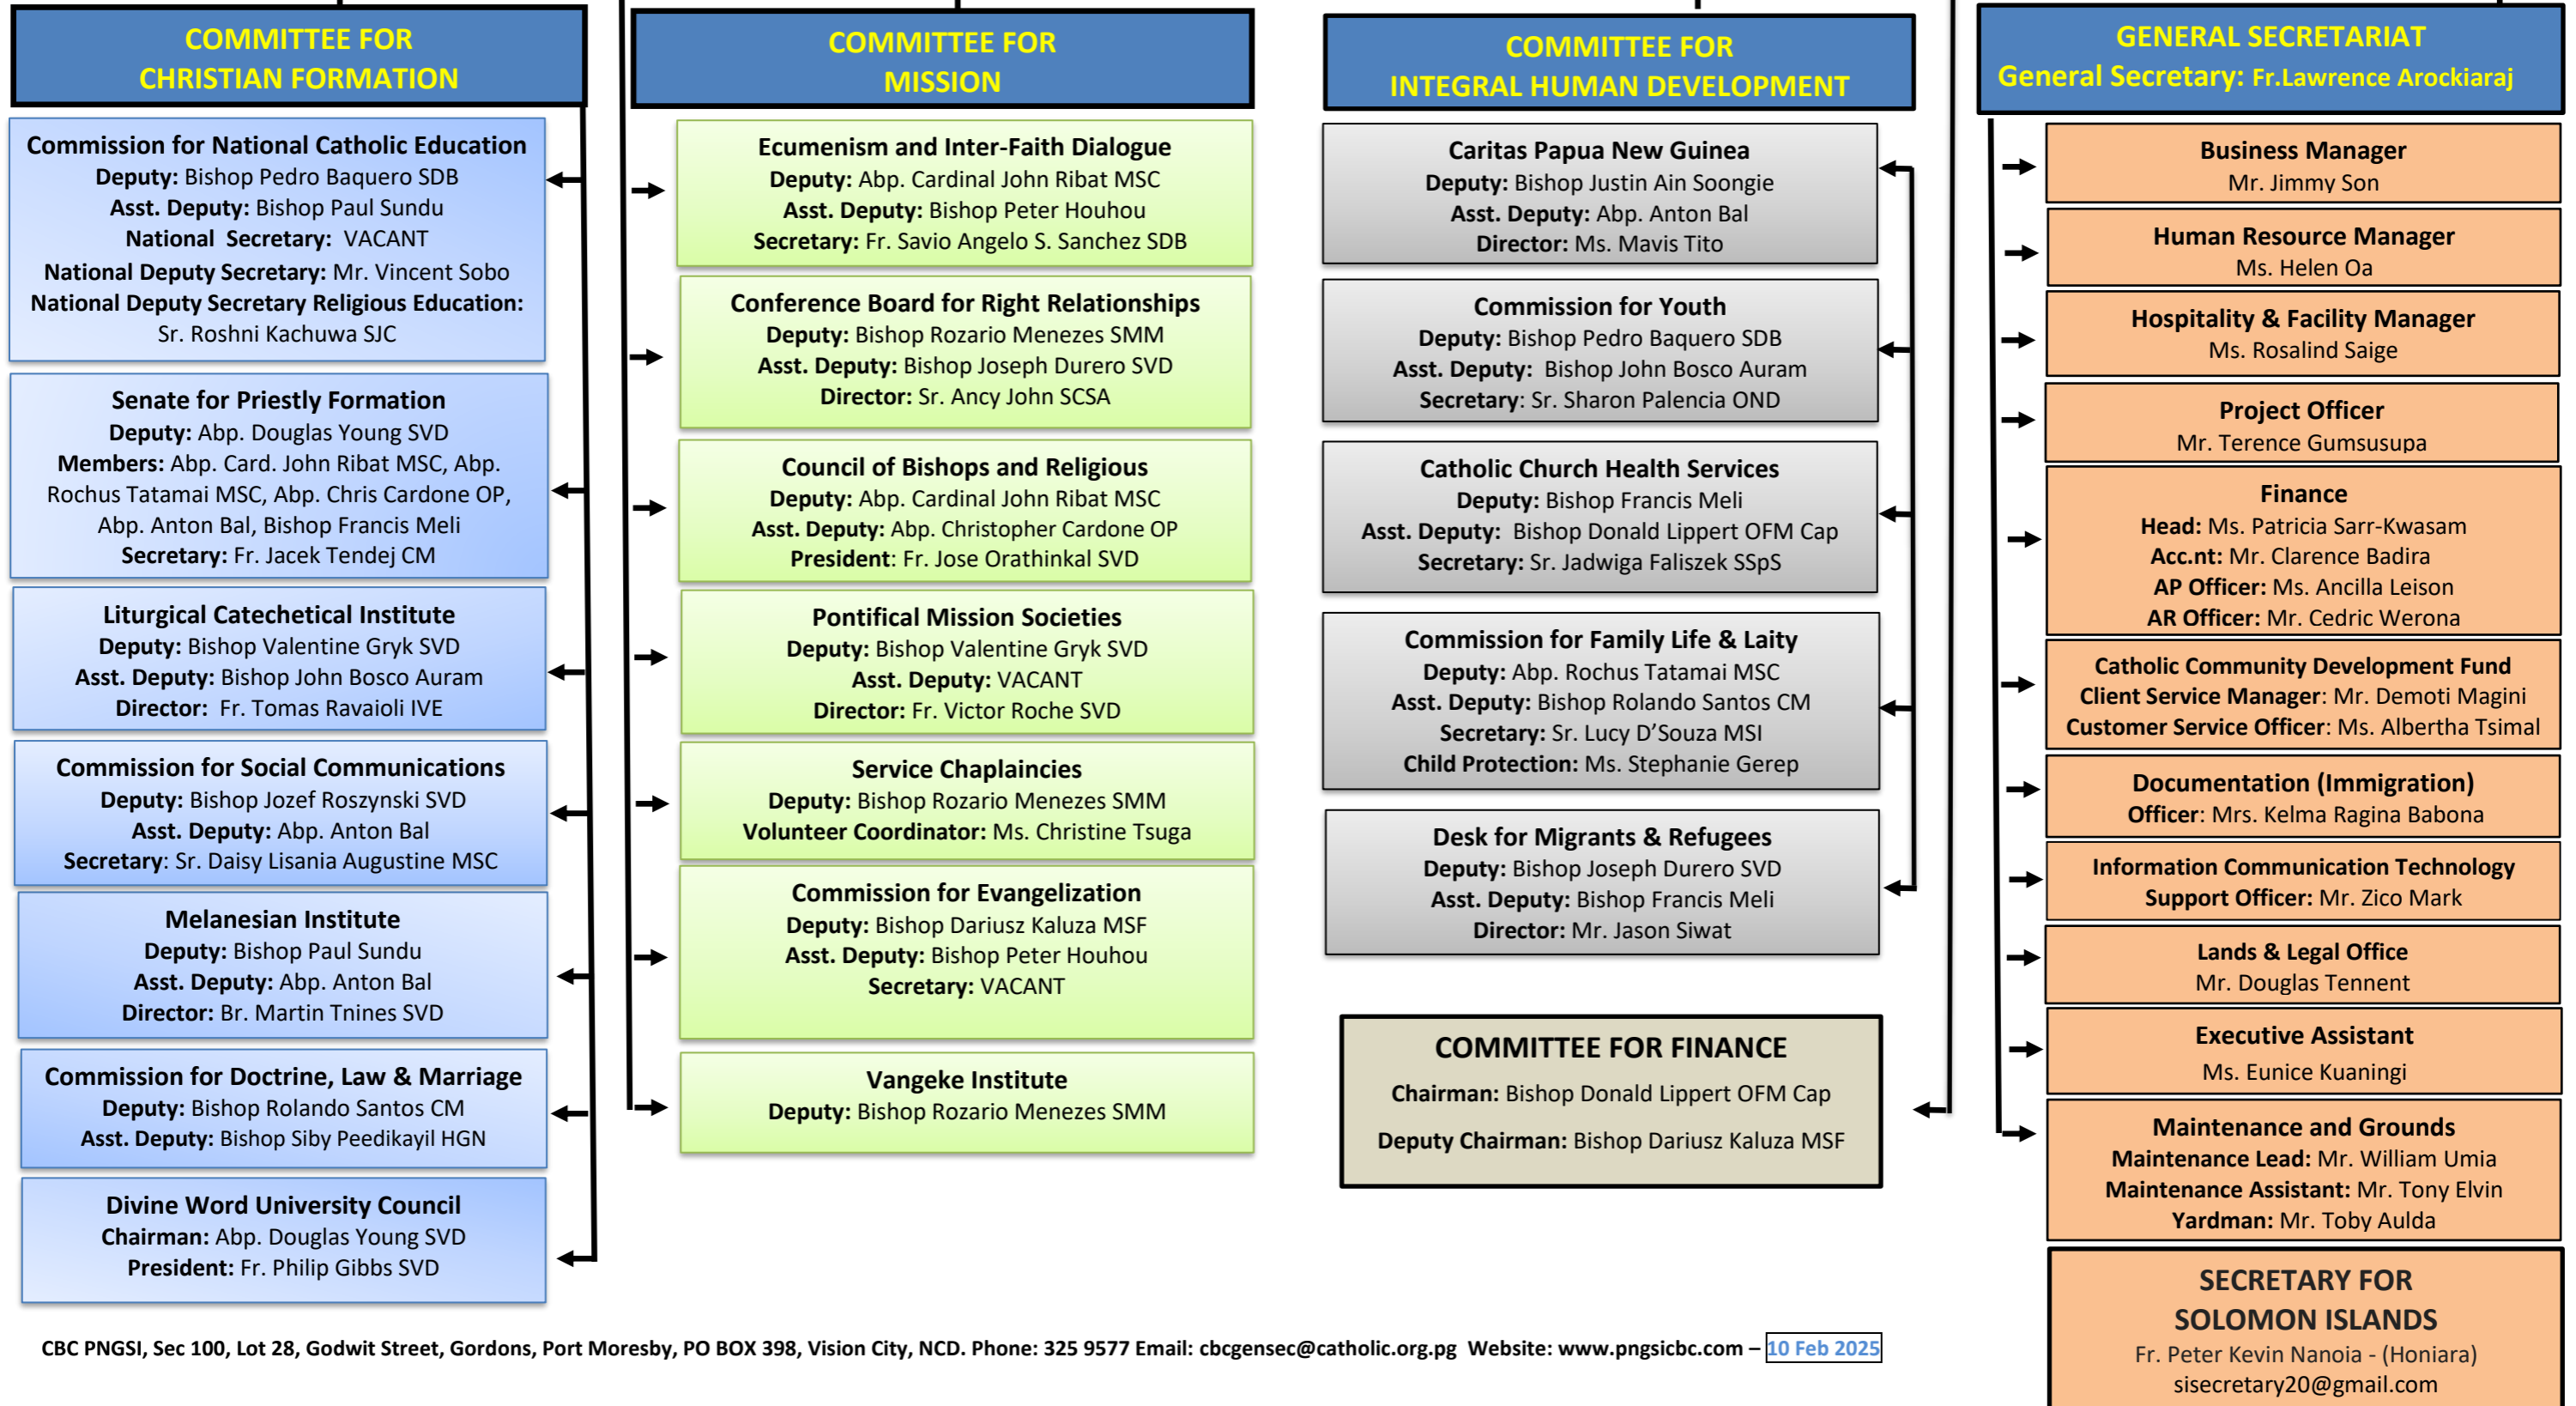 COMMITTEE FOR
CHRISTIAN FORMATION
Commission for National Catholic Education
Deputy: Bishop Pedro Baquero SDB
Asst. Deputy: Bishop Paul Sundu
National Secretary: VACANT
National Deputy Secretary: Mr. Vincent Sobo
National Deputy Secretary Religious Education:
Sr. Roshni Kachuwa SJC
Senate for Priestly Formation
Deputy: Abp. Douglas Young SVD
Members: Abp. Card. John Ribat MSC, Abp.
Rochus Tatamai MSC, Abp. Chris Cardone OP,
Abp. Anton Bal, Bishop Francis Meli
Secretary: Fr. Jacek Tendej CM
Liturgical Catechetical Institute
Deputy: Bishop Valentine Gryk SVD
Asst. Deputy: Bishop John Bosco Auram
Director: Fr. Tomas Ravaioli IVE
Commission for Social Communications
Deputy: Bishop Jozef Roszynski SVD
Asst. Deputy: Abp. Anton Bal
Secretary: Sr. Daisy Lisania Augustine MSC
Melanesian Institute
Deputy: Bishop Paul Sundu
Asst. Deputy: Abp. Anton Bal
Director: Br. Martin Tnines SVD
Commission for Doctrine, Law & Marriage
Deputy: Bishop Rolando Santos CM
Asst. Deputy: Bishop Siby Peedikayil HGN
Divine Word University Council
Chairman: Abp. Douglas Young SVD
President: Fr. Philip Gibbs SVD
COMMITTEE FOR
MISSION
Ecumenism and Inter-Faith Dialogue
Deputy: Abp. Cardinal John Ribat MSC
Asst. Deputy: Bishop Peter Houhou
Secretary: Fr. Savio Angelo S. Sanchez SDB
Conference Board for Right Relationships
Deputy: Bishop Rozario Menezes SMM
Asst. Deputy: Bishop Joseph Durero SVD
Director: Sr. Ancy John SCSA
Council of Bishops and Religious
Deputy: Abp. Cardinal John Ribat MSC
Asst. Deputy: Abp. Christopher Cardone OP
President: Fr. Jose Orathinkal SVD
Pontifical Mission Societies
Deputy: Bishop Valentine Gryk SVD
Asst. Deputy: VACANT
Director: Fr. Victor Roche SVD
Service Chaplaincies
Deputy: Bishop Rozario Menezes SMM
Volunteer Coordinator: Ms. Christine Tsuga
Commission for Evangelization
Deputy: Bishop Dariusz Kaluza MSF
Asst. Deputy: Bishop Peter Houhou
Secretary: VACANT
Vangeke Institute
Deputy: Bishop Rozario Menezes SMM
COMMITTEE FOR
INTEGRAL HUMAN DEVELOPMENT
Caritas Papua New Guinea
Deputy: Bishop Justin Ain Soongie
Asst. Deputy: Abp. Anton Bal
Director: Ms. Mavis Tito
Commission for Youth
Deputy: Bishop Pedro Baquero SDB
Asst. Deputy: Bishop John Bosco Auram
Secretary: Sr. Sharon Palencia OND
Catholic Church Health Services
Deputy: Bishop Francis Meli
Asst. Deputy: Bishop Donald Lippert OFM Cap
Secretary: Sr. Jadwiga Faliszek SSpS
Commission for Family Life & Laity
Deputy: Abp. Rochus Tatamai MSC
Asst. Deputy: Bishop Rolando Santos CM
Secretary: Sr. Lucy D’Souza MSI
Child Protection: Ms. Stephanie Gerep
Desk for Migrants & Refugees
Deputy: Bishop Joseph Durero SVD
Asst. Deputy: Bishop Francis Meli
Director: Mr. Jason Siwat
COMMITTEE FOR FINANCE
Chairman: Bishop Donald Lippert OFM Cap
Deputy Chairman: Bishop Dariusz Kaluza MSF
GENERAL SECRETARIAT
General Secretary: Fr.Lawrence Arockiaraj
Business Manager
Mr. Jimmy Son
Human Resource Manager
Ms. Helen Oa
Hospitality & Facility Manager
Ms. Rosalind Saige
Project Officer
Mr. Terence Gumsusupa
Finance
Head: Ms. Patricia Sarr-Kwasam
Acc.nt: Mr. Clarence Badira
AP Officer: Ms. Ancilla Leison
AR Officer: Mr. Cedric Werona
Catholic Community Development Fund
Client Service Manager: Mr. Demoti Magini
Customer Service Officer: Ms. Albertha Tsimal
Documentation (Immigration)
Officer: Mrs. Kelma Ragina Babona
Information Communication Technology
Support Officer: Mr. Zico Mark
Lands & Legal Office
Mr. Douglas Tennent
Executive Assistant
Ms. Eunice Kuaningi
Maintenance and Grounds
Maintenance Lead: Mr. William Umia
Maintenance Assistant: Mr. Tony Elvin
Yardman: Mr. Toby Aulda
SECRETARY FOR
SOLOMON ISLANDS
Fr. Peter Kevin Nanoia - (Honiara)
sisecretary20@gmail.com
CBC PNGSI, Sec 100, Lot 28, Godwit Street, Gordons, Port Moresby, PO BOX 398, Vision City, NCD. Phone: 325 9577 Email: cbcgensec@catholic.org.pg Website: www.pngsicbc.com – 10 Feb 2025